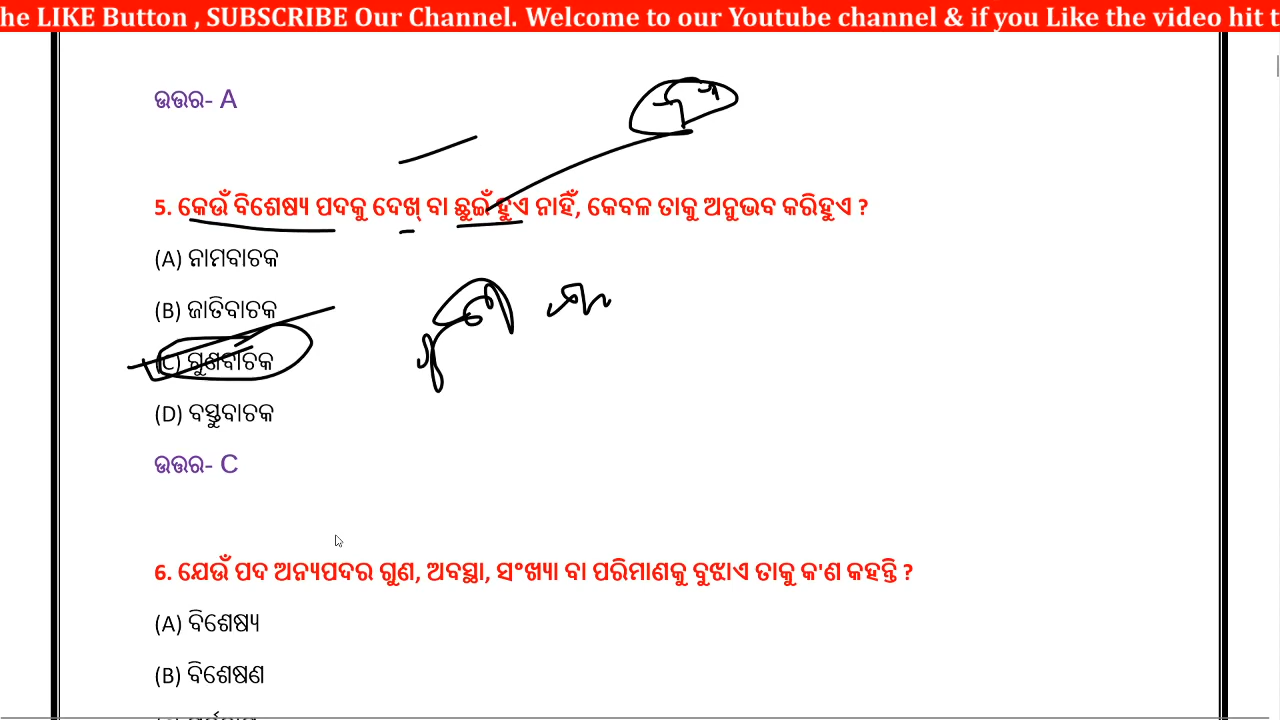 he LIKE Button , SUBSCRIBE Our Channel. Welcome to our Youtube channel & if you Like the video hit t
ଉତ୍ତର- A
5. କେଉଁ ବିଶେଷ୍ୟ ପଦକୁ ଦେଖି ବା ଛୁଇଁ ହୁଏ ନାହିଁ, କେବଳ ତାକୁ ଅନୁଭବ କରିହୁଏ ?
(A) ନାମବାଚକ
(B) ଜାତିବାଚକ
(C) ଗୁଣବାଚକ
(D) ବସ୍ତୁବାଚକ
ଉତ୍ତର- C
6. ଯେଉଁ ପଦ ଅନ୍ୟପଦର ଗୁଣ, ଅବସ୍ଥା, ସଂଖ୍ୟା ବା ପରିମାଣକୁ ବୁଝାଏ ତାକୁ କ'ଣ କହନ୍ତି ?
(A) ବିଶେଷ୍ୟ
(B) ବିଶେଷଣ